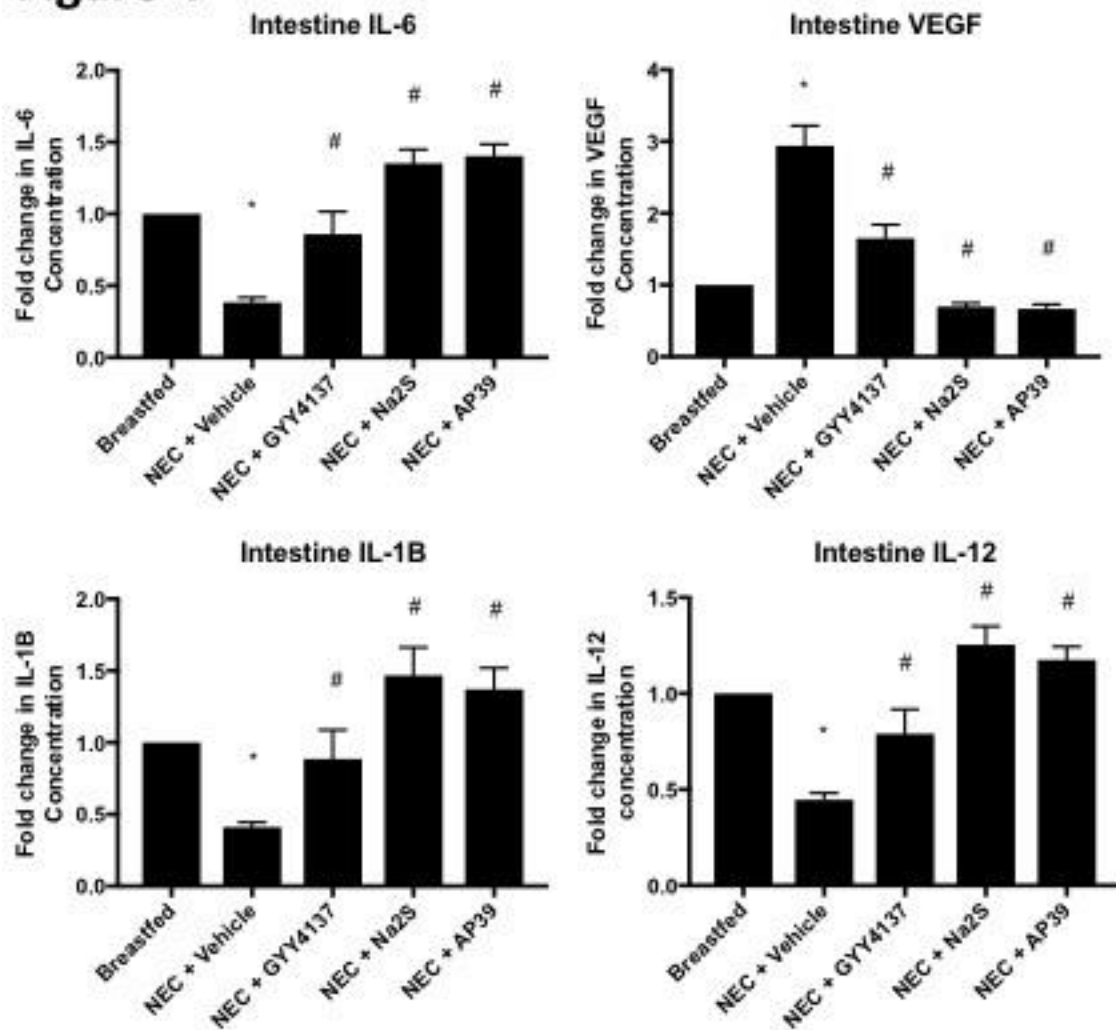 Intestine IL-6
Fold change in IL-6
Concentration
2.0
1.5
1.0
0.5
0.0
*
#
#
#
Breastfed
NEC + Vehicle
NEC + GYY4137
NEC + Na2S
NEC + AP39
Intestine VEGF
Fold change in VEGF
Concentration
4
3
2
1
0
*
#
#
#
Breastfed
NEC + Vehicle
NEC + GYY4137
NEC + Na2S
NEC + AP39
Intestine IL-1B
Fold change in IL-1B
Concentration
2.0
1.5
1.0
0.5
0.0
*
#
#
#
Breastfed
NEC + Vehicle
NEC + GYY4137
NEC + Na2S
NEC + AP39
Intestine IL-12
Fold change in IL-12
concentration
1.5
1.0
0.5
0.0
*
#
#
#
Breastfed
NEC + Vehicle
NEC + GYY4137
NEC + Na2S
NEC + AP39